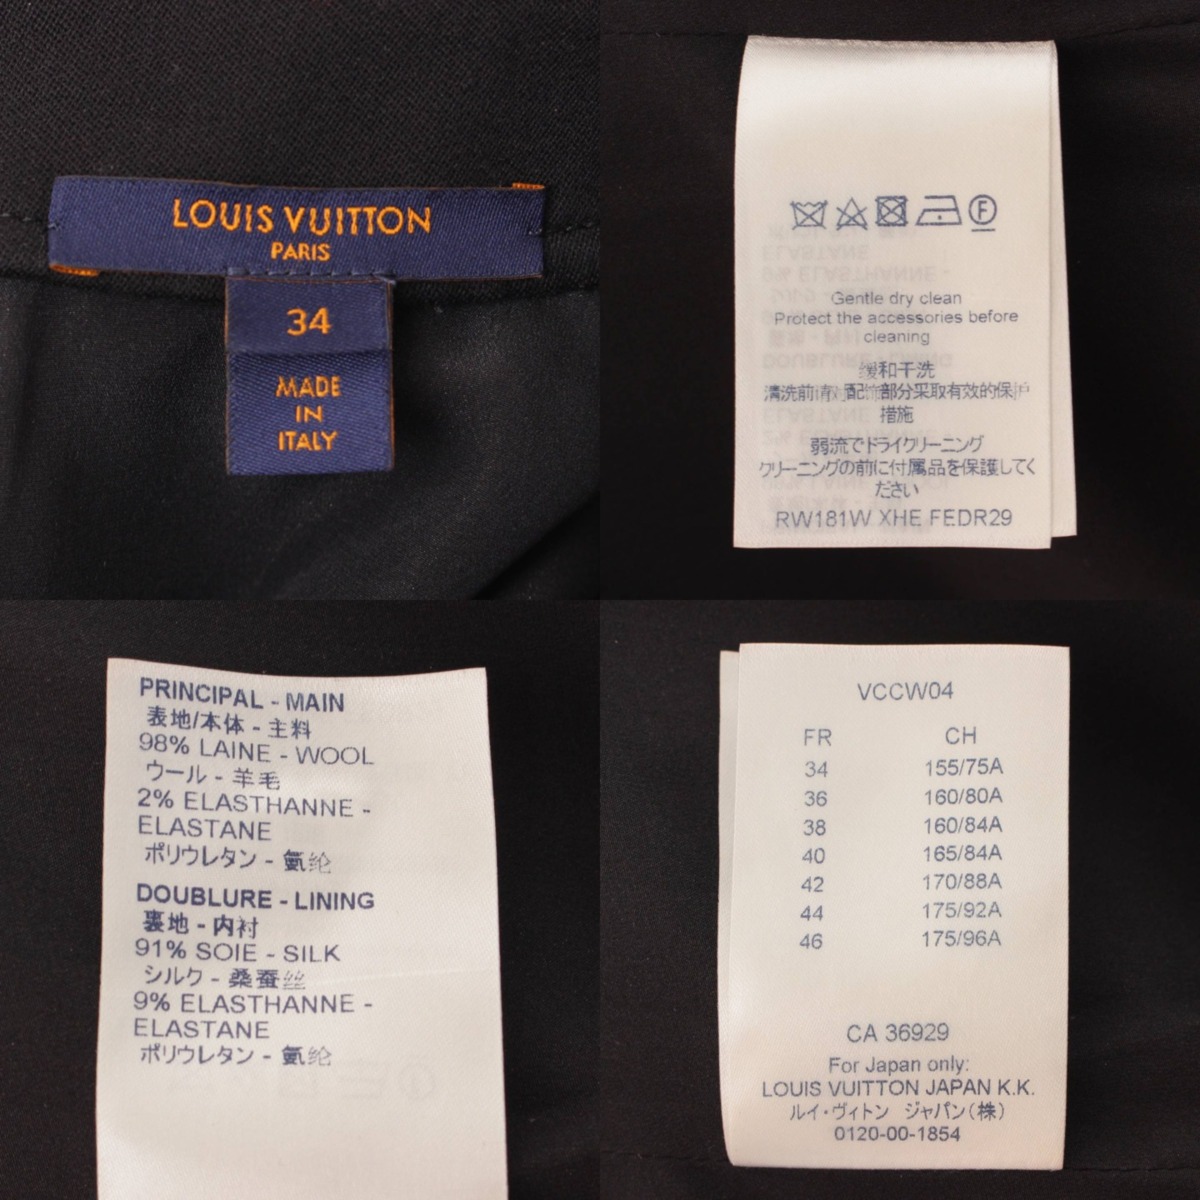 LOUIS VUITTON
PARIS
34
MADE
IN
ITALY
F
Gentle dry clean
Protect the accessories before
cleaning
缓和干洗
清洗前请对配饰部分采取有效的保护
措施
弱流でドライクリーニング
クリーニングの前に付属品を保護してく
ださい
RW181W XHE FEDR29
PRINCIPAL - MAIN
表地/本体 - 主料
98% LAINE - WOOL
ウール - 羊毛
2% ELASTHANNE -
ELASTANE
ポリウレタン - 氨纶
DOUBLURE - LINING
裏地 - 内衬
91% SOIE - SILK
シルク - 桑蚕丝
9% ELASTHANNE -
ELASTANE
ポリウレタン - 氨纶
VCCW04
FR CH
34 155/75A
36 160/80A
38 160/84A
40 165/84A
42 170/88A
44 175/92A
46 175/96A
CA 36929
For Japan only:
LOUIS VUITTON JAPAN K.K.
ルイ・ヴィトン ジャパン(株)
0120-00-1854